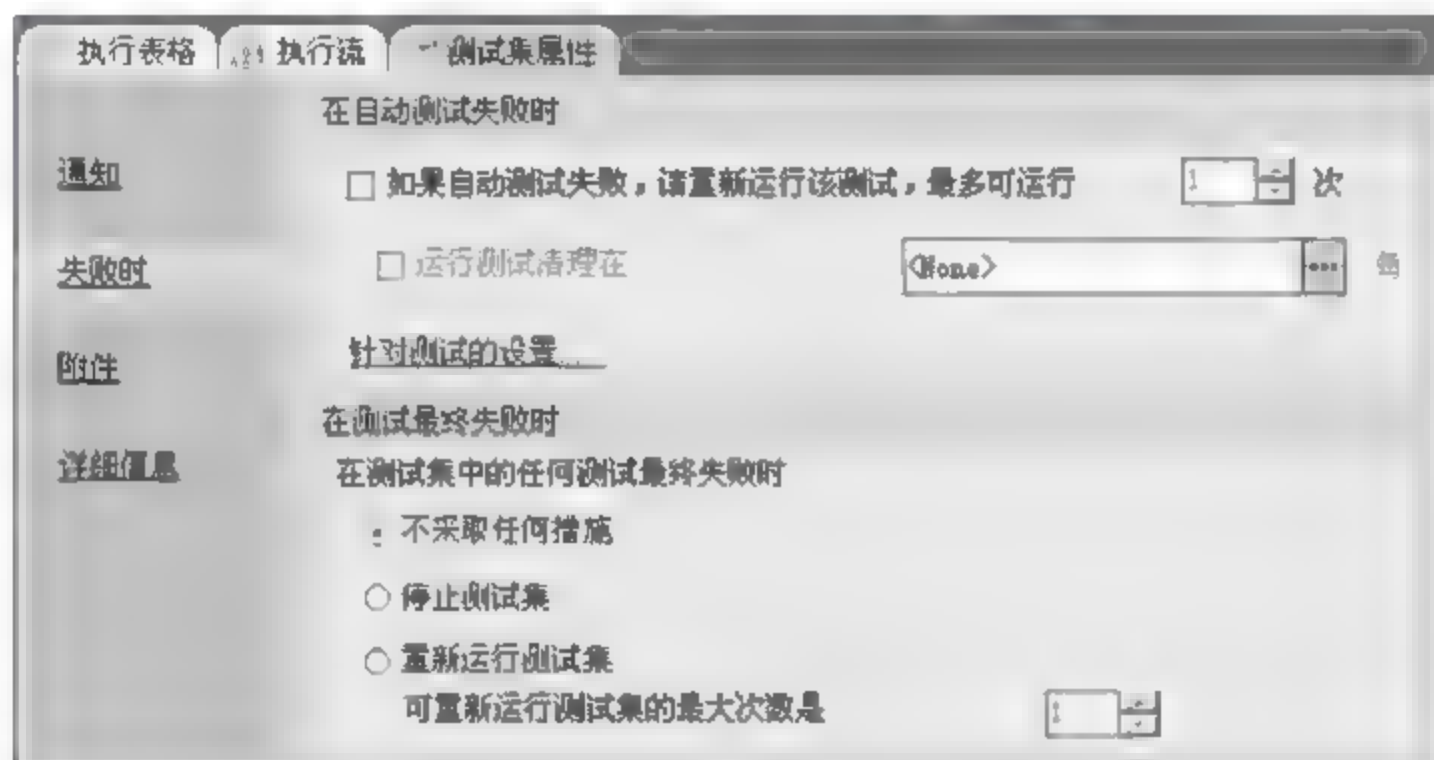 执行表格 执行流 测试集属性
在自动测试失败时
通知
如果自动测试失败，请重新运行该测试，最多可运行 1 次
失败时
运行测试清理在 <None>
附件
针对测试的设置...
在测试最终失败时
详细信息
在测试集中的任何测试最终失败时
不采取任何措施
停止测试集
重新运行测试集
可重新运行测试集的最大次数是 1